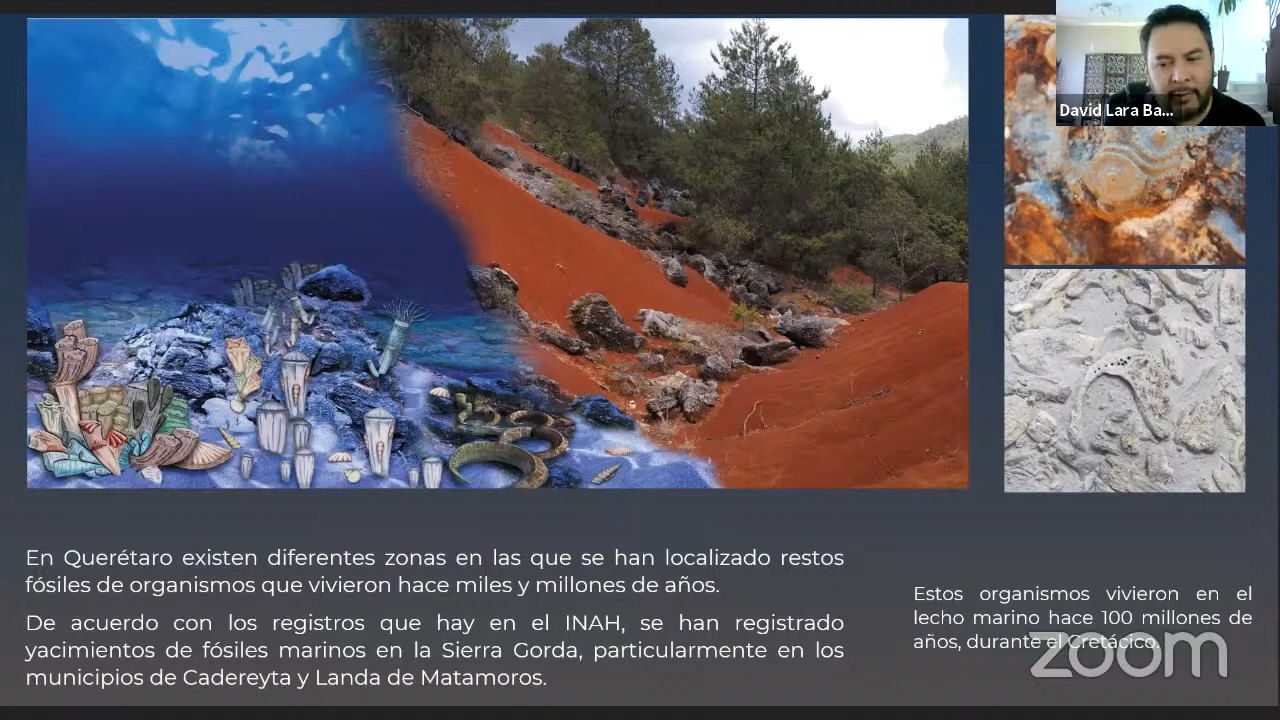 David Lara Ba...
En Querétaro existen diferentes zonas en las que se han localizado restos
fósiles de organismos que vivieron hace miles y millones de años.
De acuerdo con los registros que hay en el INAH, se han registrado
yacimientos de fósiles marinos en la Sierra Gorda, particularmente en los
municipios de Cadereyta y Landa de Matamoros.
Estos organismos vivieron en el
lecho marino hace 100 millones de
años, durante el Cretácico.
zoom